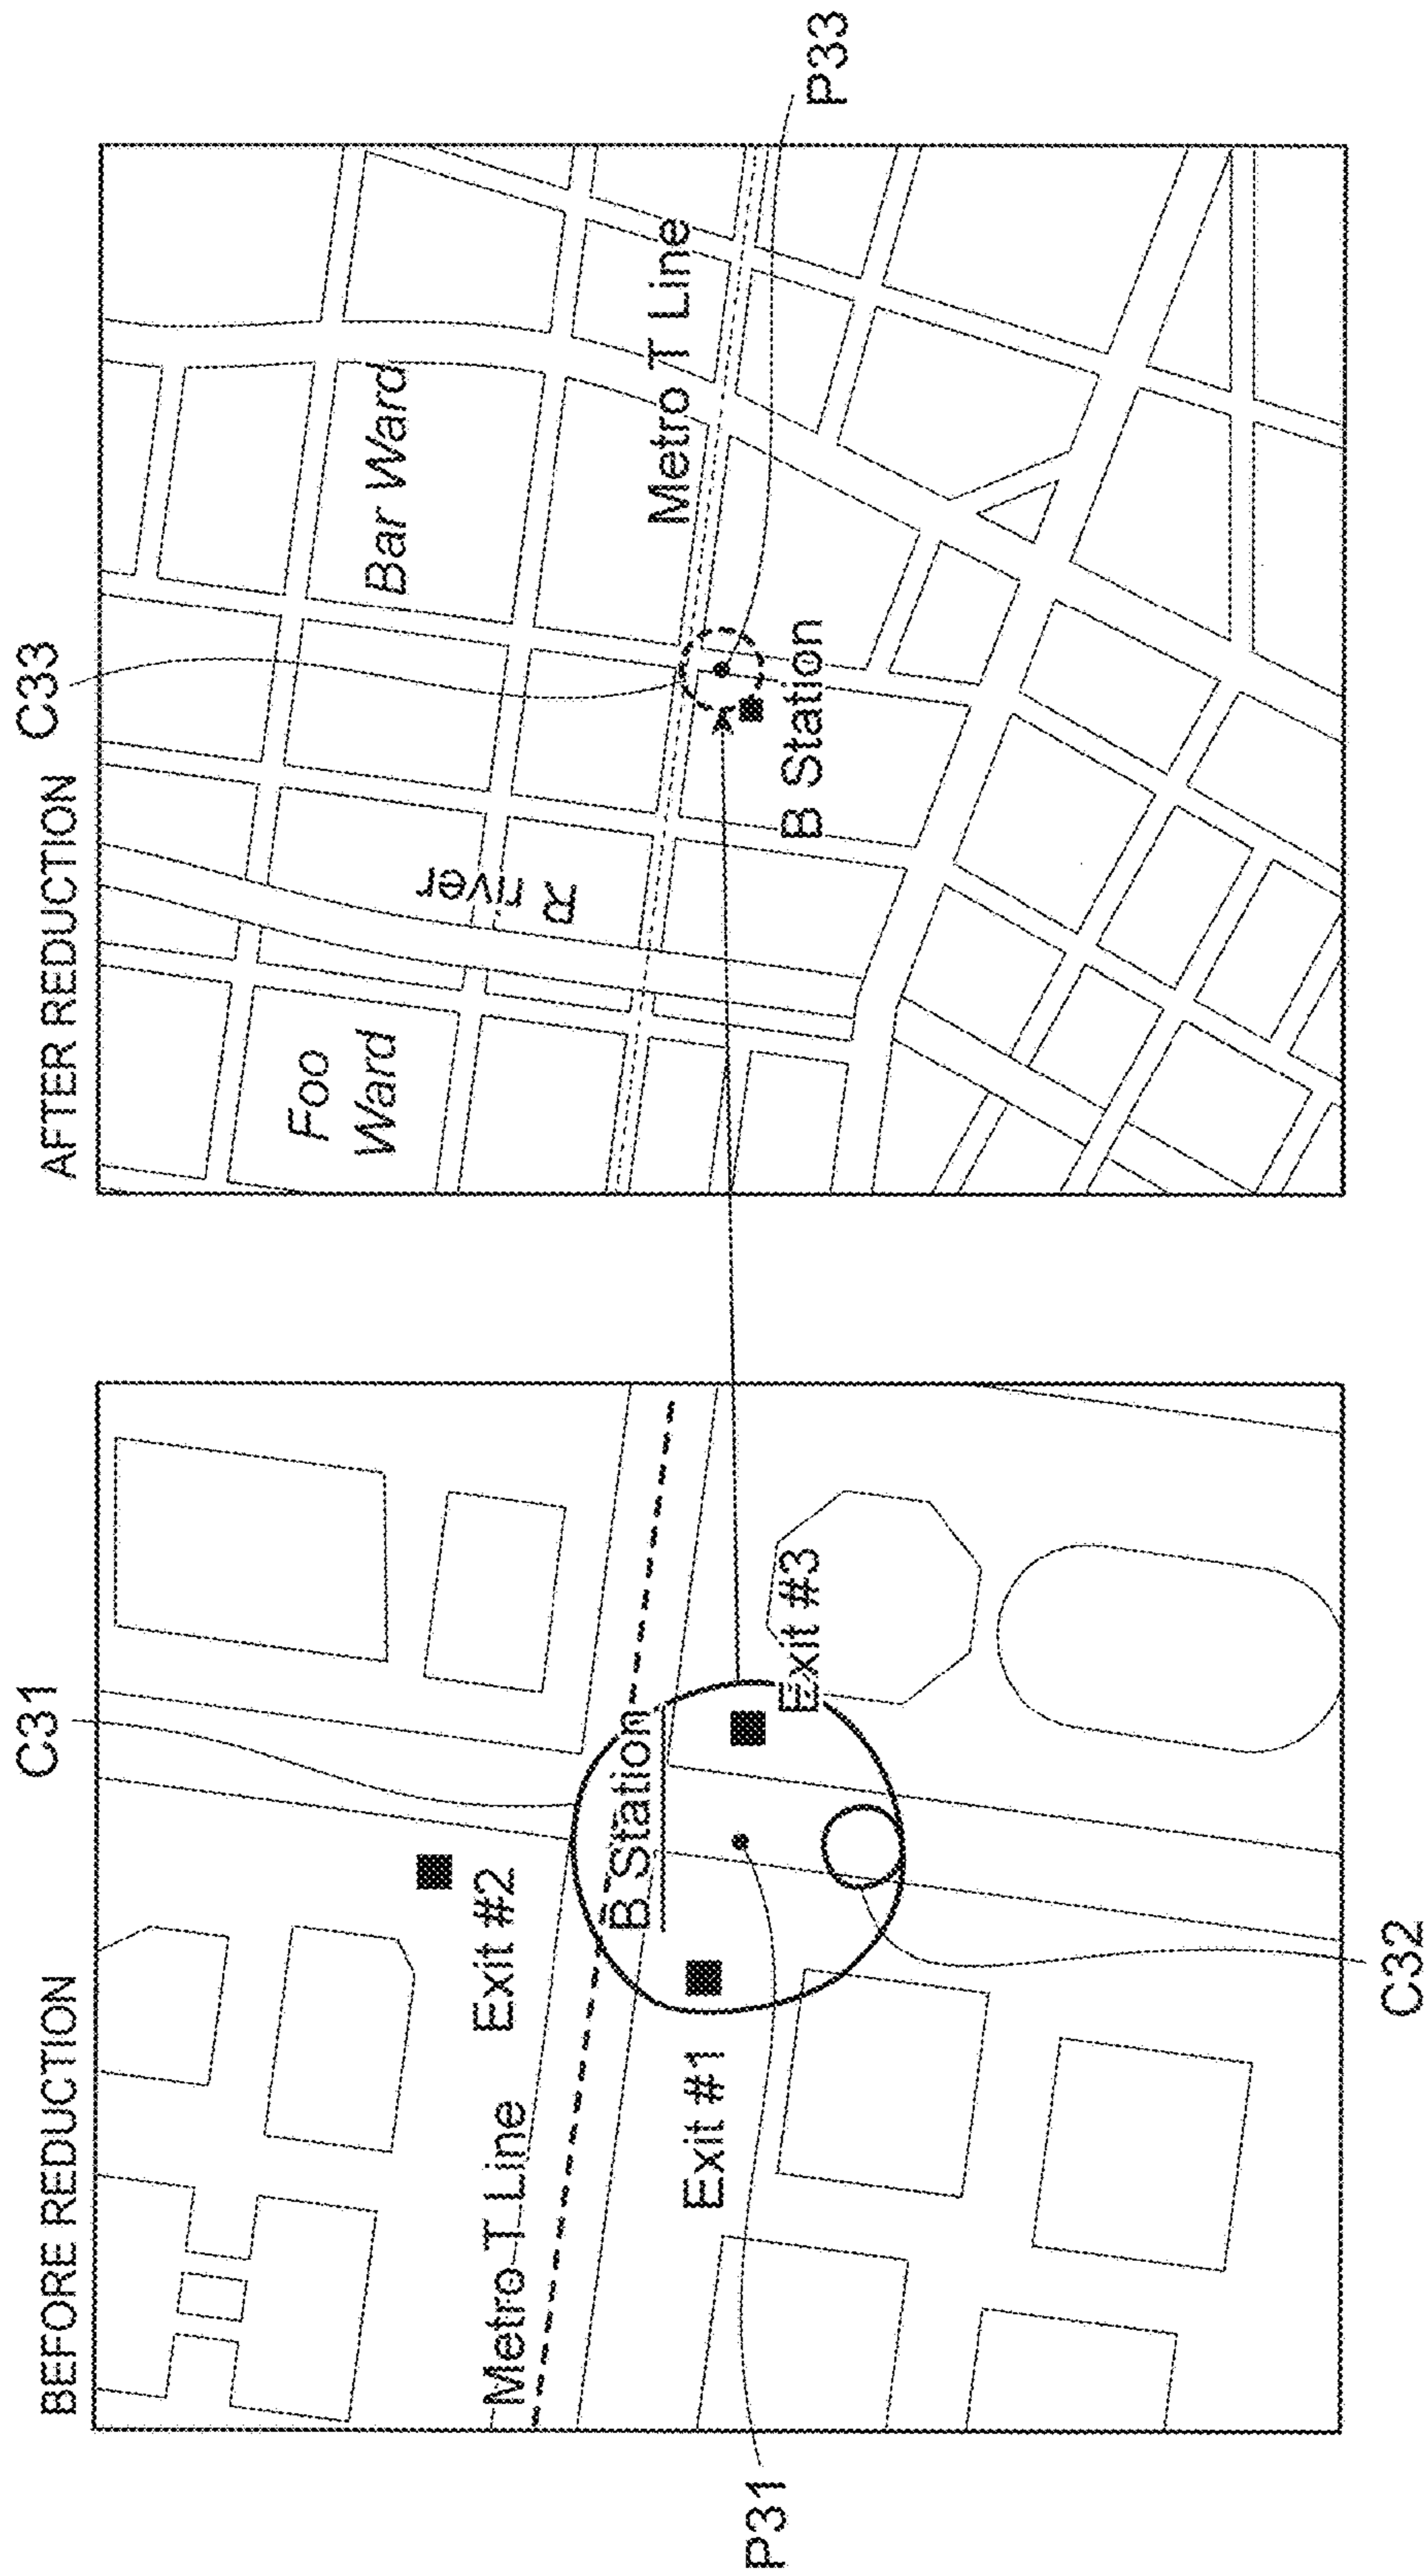 BEFORE REDUCTION
C31
Exit #2
Metro T Line
B Station
Exit #1
Exit #3
P31
C32
AFTER REDUCTION
C33
Foo
Ward
Bar Ward
R river
Metro T Line
B Station
P33